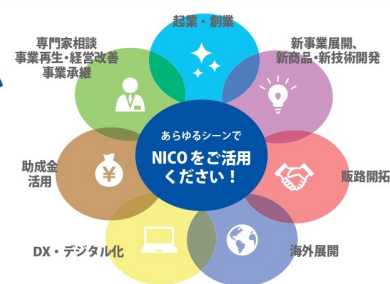 起業・創業
専門家相談
事業再生・経営改善
事業承継
新事業展開、
新商品・新技術開発
あらゆるシーンで
NICOをご活用
ください！
助成金
活用
¥
販路開拓
DX・デジタル化
海外展開